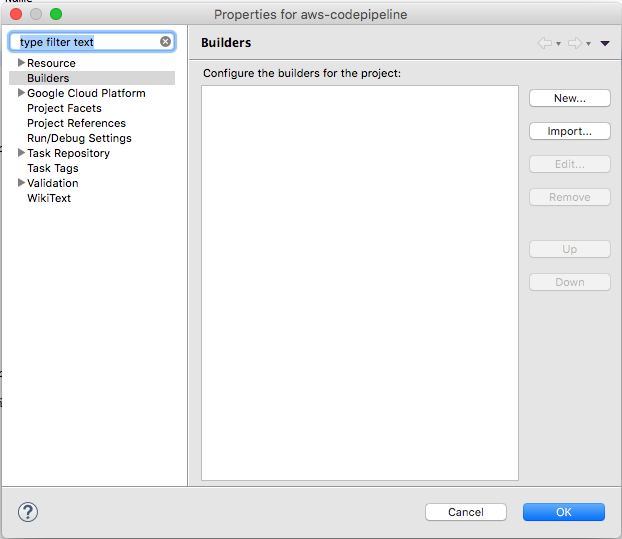 Name
Properties for aws-codepipeline
type filter text
Resource
Builders
Google Cloud Platform
Project Facets
Project References
Run/Debug Settings
Task Repository
Task Tags
Validation
WikiText
Builders
Configure the builders for the project:
New...
Import...
Edit...
Remove
Up
Down
?
Cancel
OK